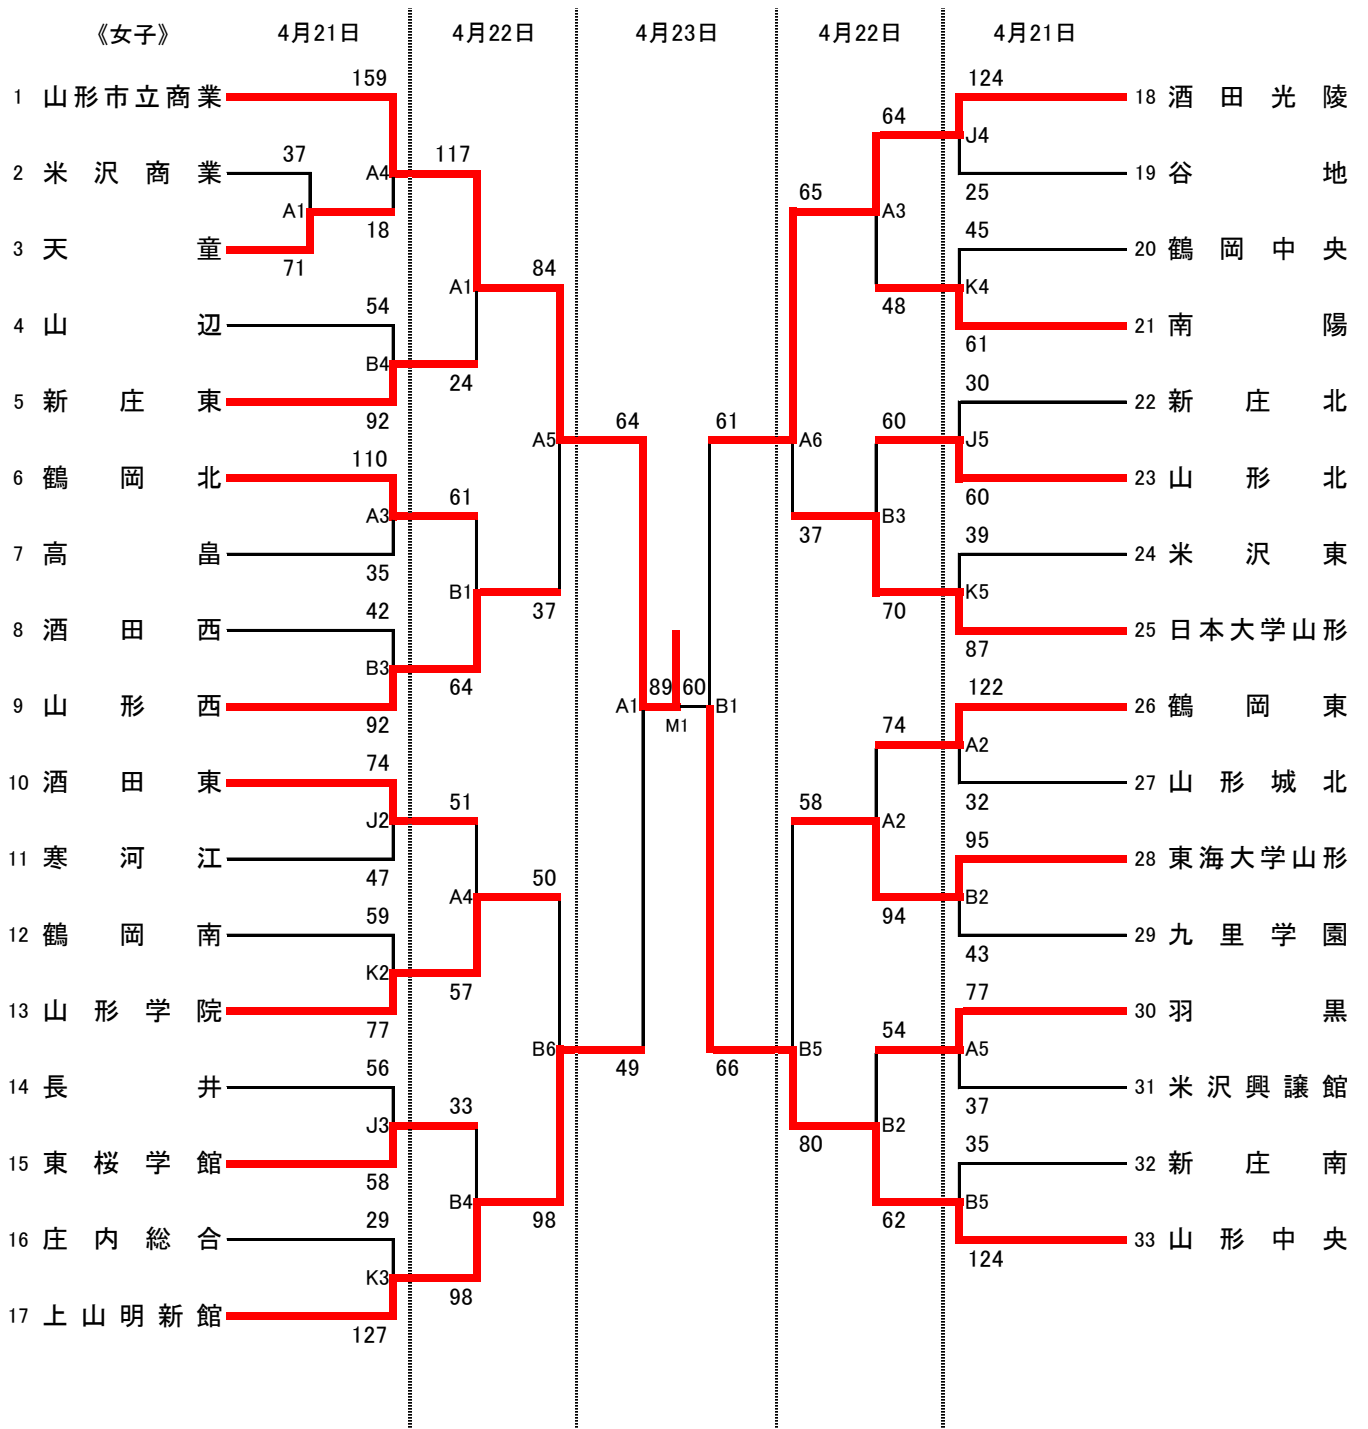 《女子》 4月21日 4月22日 4月23日 4月22日 4月21日
159 124
1 山形市立商業 18 酒田光陵
64 J4
37 117
2 米沢商業 A4 19 谷地
65 25
A1 A3
18 45
3 天童 20 鶴岡中央
71 84
A1 K4
54 48
4 山辺 21 南陽
61
B4 24 30
5 新庄東 22 新庄北
92 64 61 60
A5 A6 J5
110
6 鶴岡北 23 山形北
61 60
A3 37 B3 39
7 高畠 24 米沢東
35
B1 K5
42 37 70
8 酒田西 25 日本大学山形
87
B3 64 122
89 60
9 山形西 A1 B1 26 鶴岡東
92 M1 74
A2
74
10 酒田東 27 山形城北
51 58 32
J2 A2 95
11 寒河江 28 東海大学山形
47 50
A4 B2
59 94
12 鶴岡南 29 九里学園
43
K2 57 77
13 山形学院 30 羽黒
77 54
B6 B5 A5
56 49 66
14 長井 31 米沢興譲館
33 37
J3 B2 35
80
15 東桜学館 32 新庄南
58
B4 B5
29 98 62
16 庄内総合 33 山形中央
124
K3 98
17 上山明新館
127